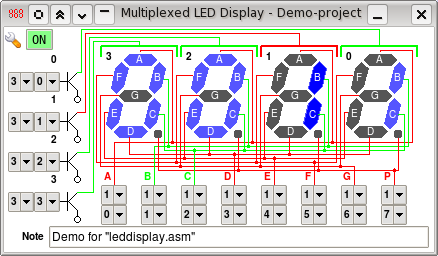 Multiplexed LED Display - Demo-project
ON
3 2 1 0
0
A A A A
F B F B F B F B
3 0
G G G G
1
E C E C E C E C
3 1
D D D D
2
3 2
A B C D E F G P
3
1 1 1 1 1 1 1 1
3 3
0 1 2 3 4 5 6 7
Note Demo for "leddisplay.asm"